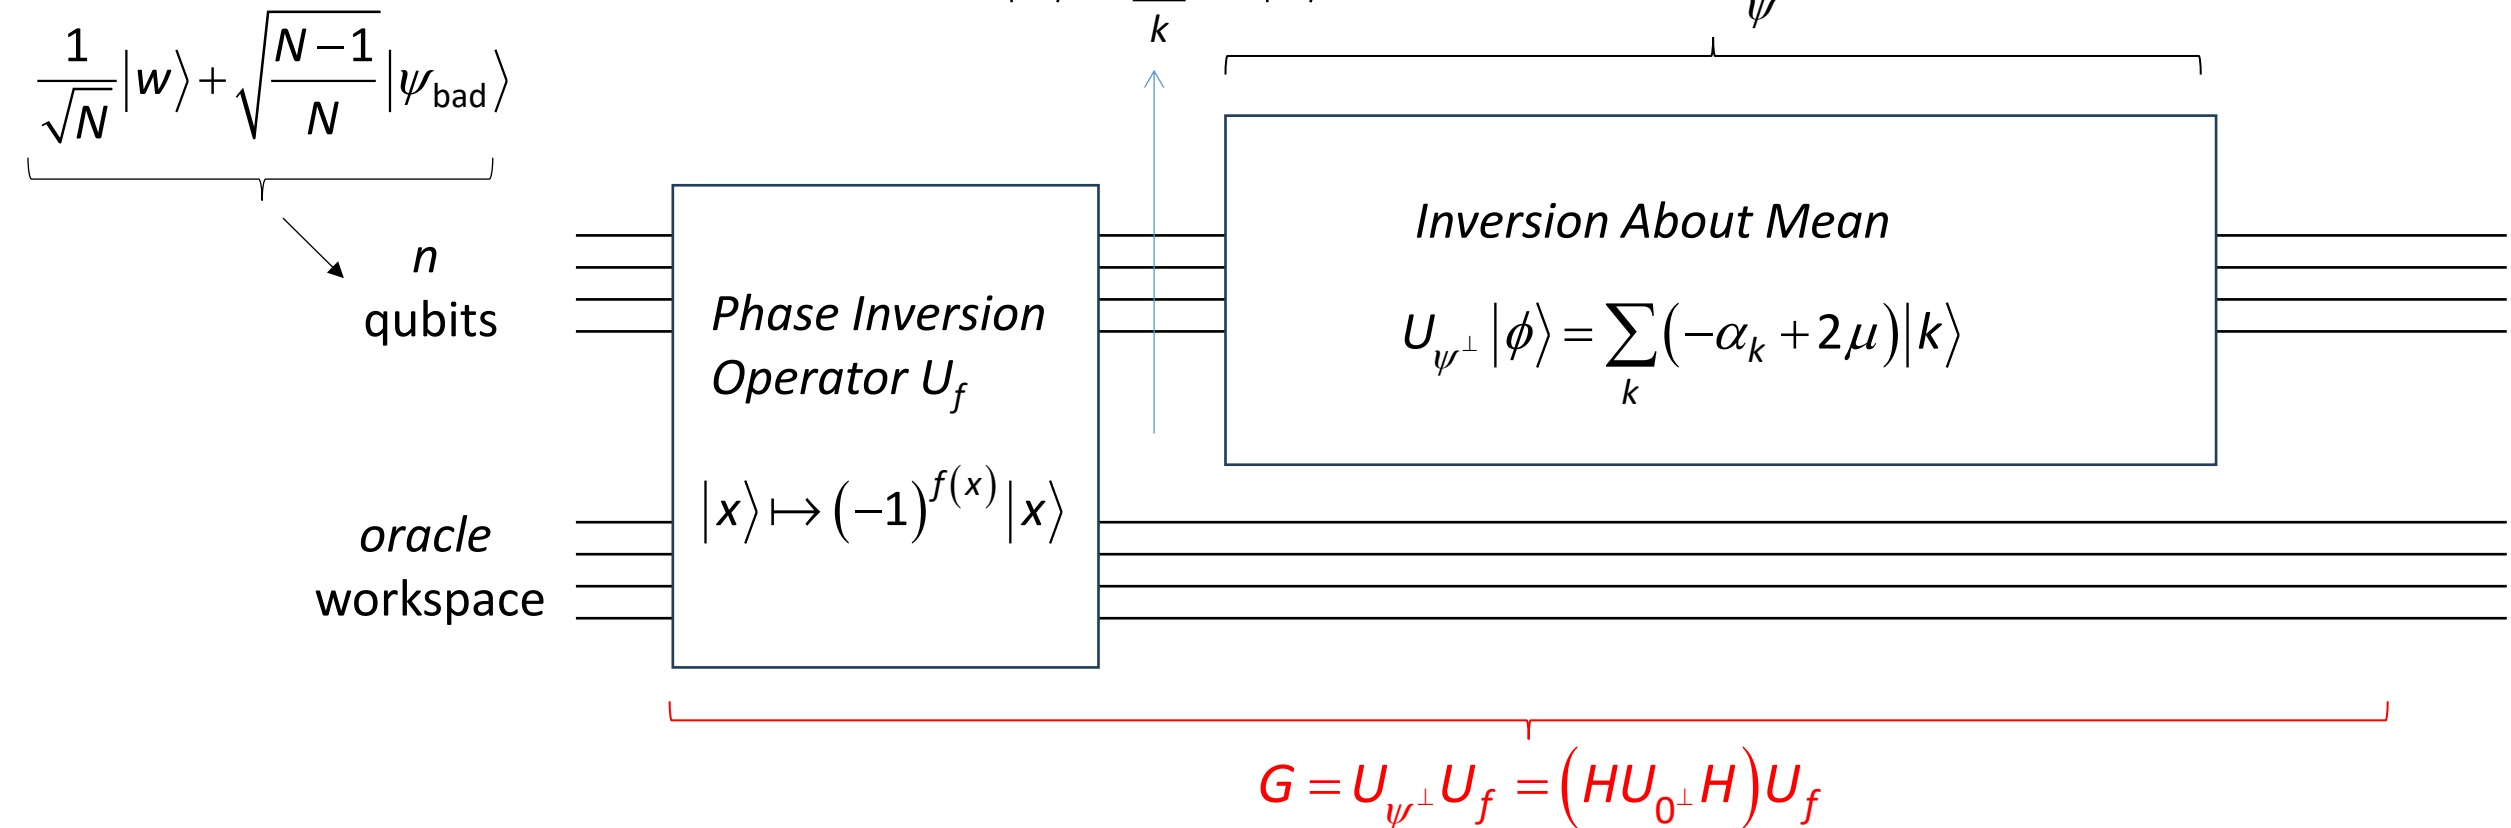 k
ψ
1/√N |w⟩ + √((N−1)/N) |ψ_bad⟩
Inversion About Mean
U_ψ⊥ |ϕ⟩ = ∑_k (−α_k + 2μ)|k⟩
n
qubits
Phase Inversion
Operator U_f
|x⟩ ↦ (−1)^f(x) |x⟩
oracle
workspace
G = U_ψ⊥ U_f = (HU_0⊥ H) U_f